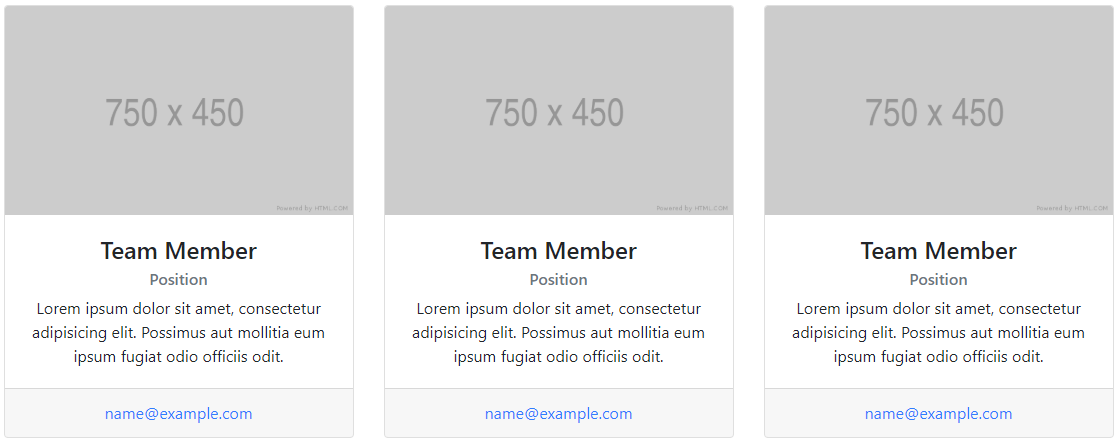 750 x 450
Powered by HTML.COM
Team Member
Position
Lorem ipsum dolor sit amet, consectetur
adipisicing elit. Possimus aut mollitia eum
ipsum fugiat odio officiis odit.
name@example.com
750 x 450
Powered by HTML.COM
Team Member
Position
Lorem ipsum dolor sit amet, consectetur
adipisicing elit. Possimus aut mollitia eum
ipsum fugiat odio officiis odit.
name@example.com
750 x 450
Powered by HTML.COM
Team Member
Position
Lorem ipsum dolor sit amet, consectetur
adipisicing elit. Possimus aut mollitia eum
ipsum fugiat odio officiis odit.
name@example.com